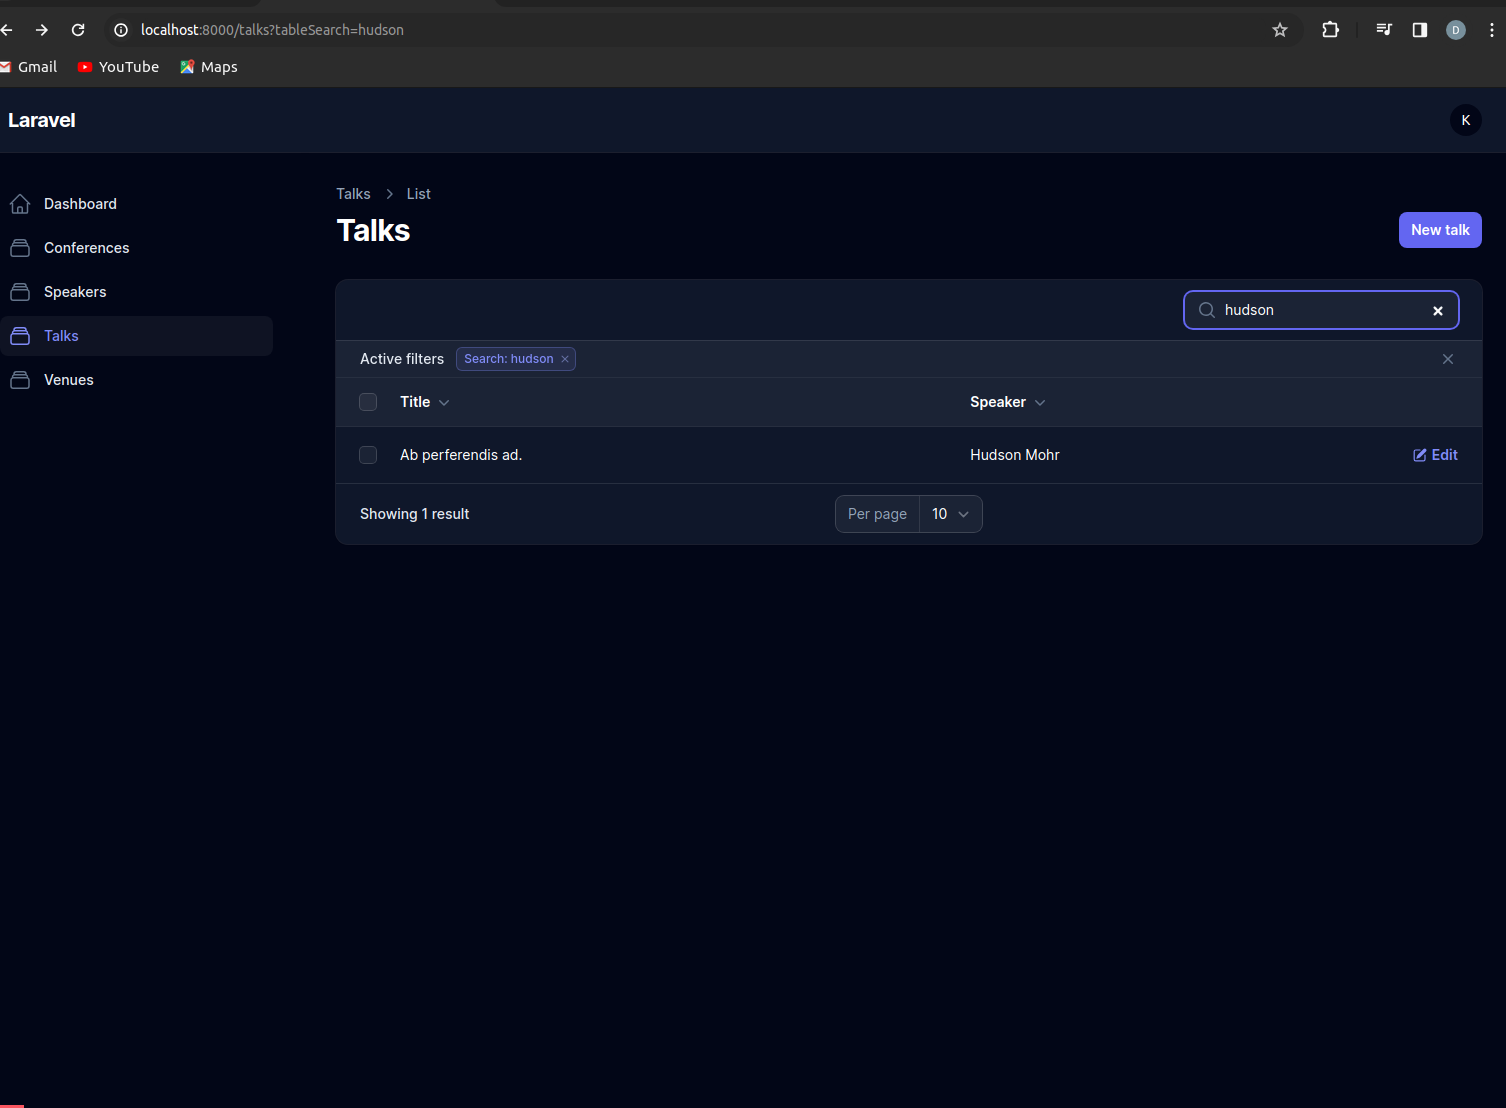 localhost:8000/talks?tableSearch=hudson
D
Gmail YouTube Maps
Laravel
K
Dashboard
Conferences
Speakers
Talks
Venues
Talks > List
Talks
New talk
hudson
Active filters Search: hudson
Title Speaker
Ab perferendis ad. Hudson Mohr Edit
Showing 1 result Per page 10